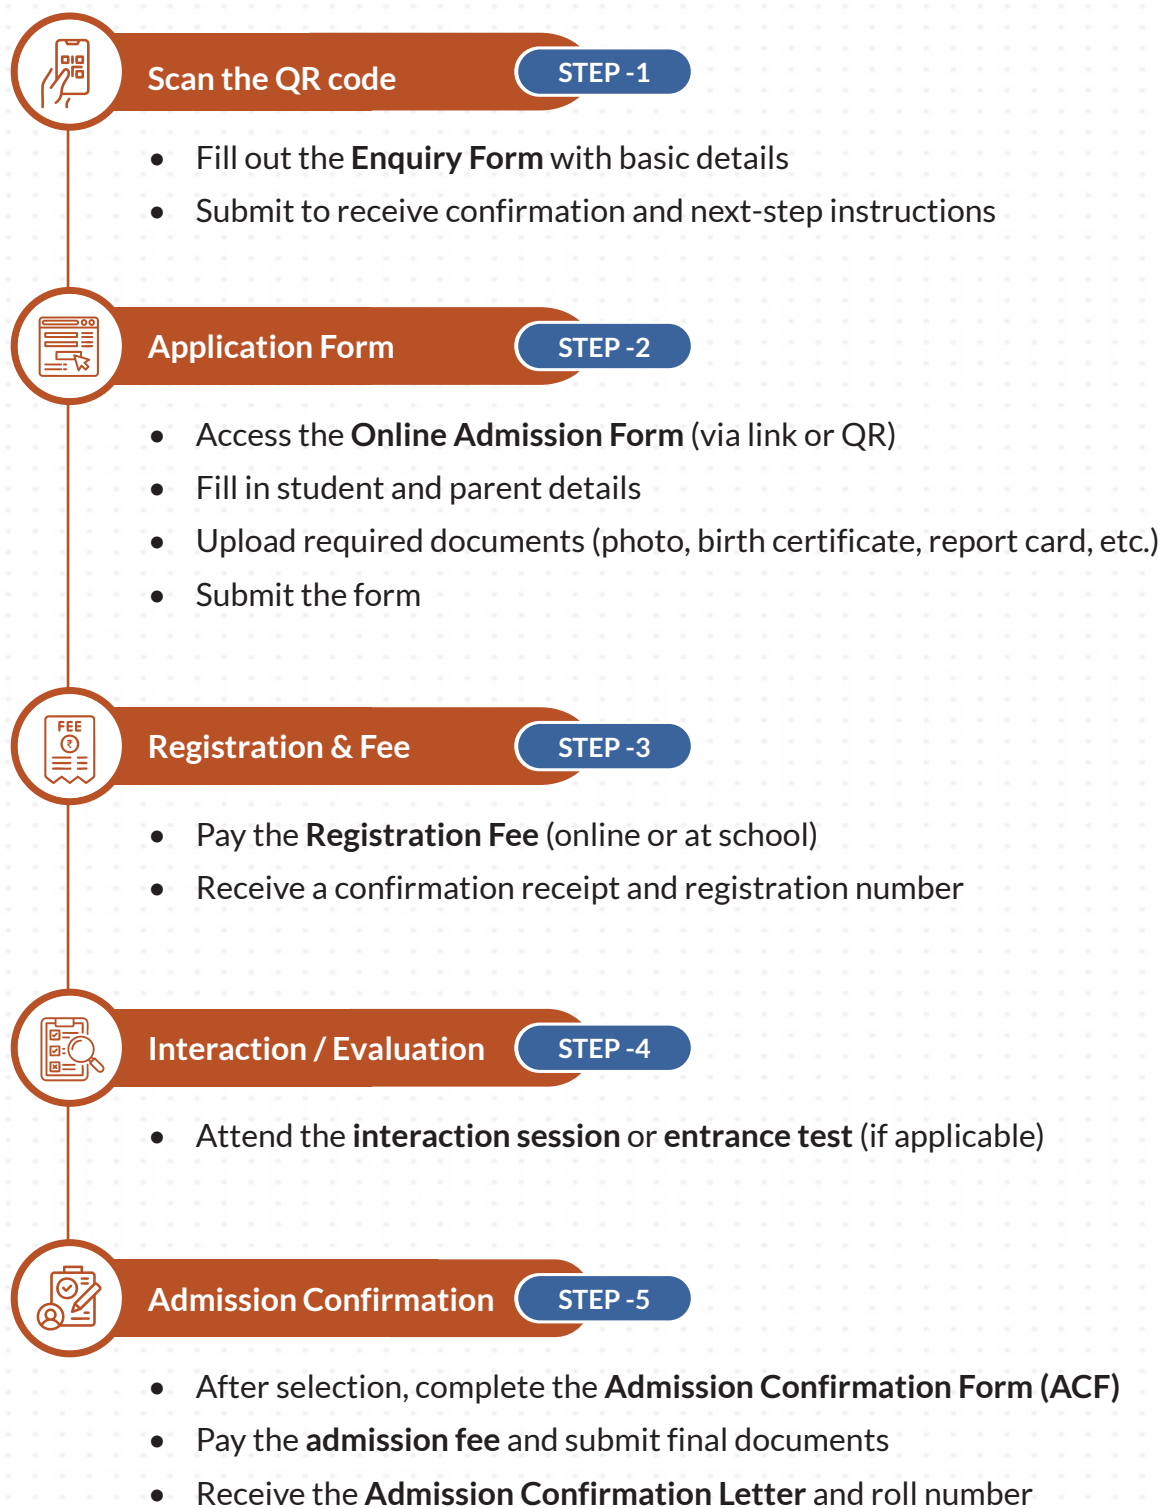 Scan the QR code
STEP -1
• Fill out the Enquiry Form with basic details
• Submit to receive confirmation and next-step instructions
Application Form
STEP -2
• Access the Online Admission Form (via link or QR)
• Fill in student and parent details
• Upload required documents (photo, birth certificate, report card, etc.)
• Submit the form
FEE
₹
Registration & Fee
STEP -3
• Pay the Registration Fee (online or at school)
• Receive a confirmation receipt and registration number
Interaction / Evaluation
STEP -4
• Attend the interaction session or entrance test (if applicable)
Admission Confirmation
STEP -5
• After selection, complete the Admission Confirmation Form (ACF)
• Pay the admission fee and submit final documents
• Receive the Admission Confirmation Letter and roll number